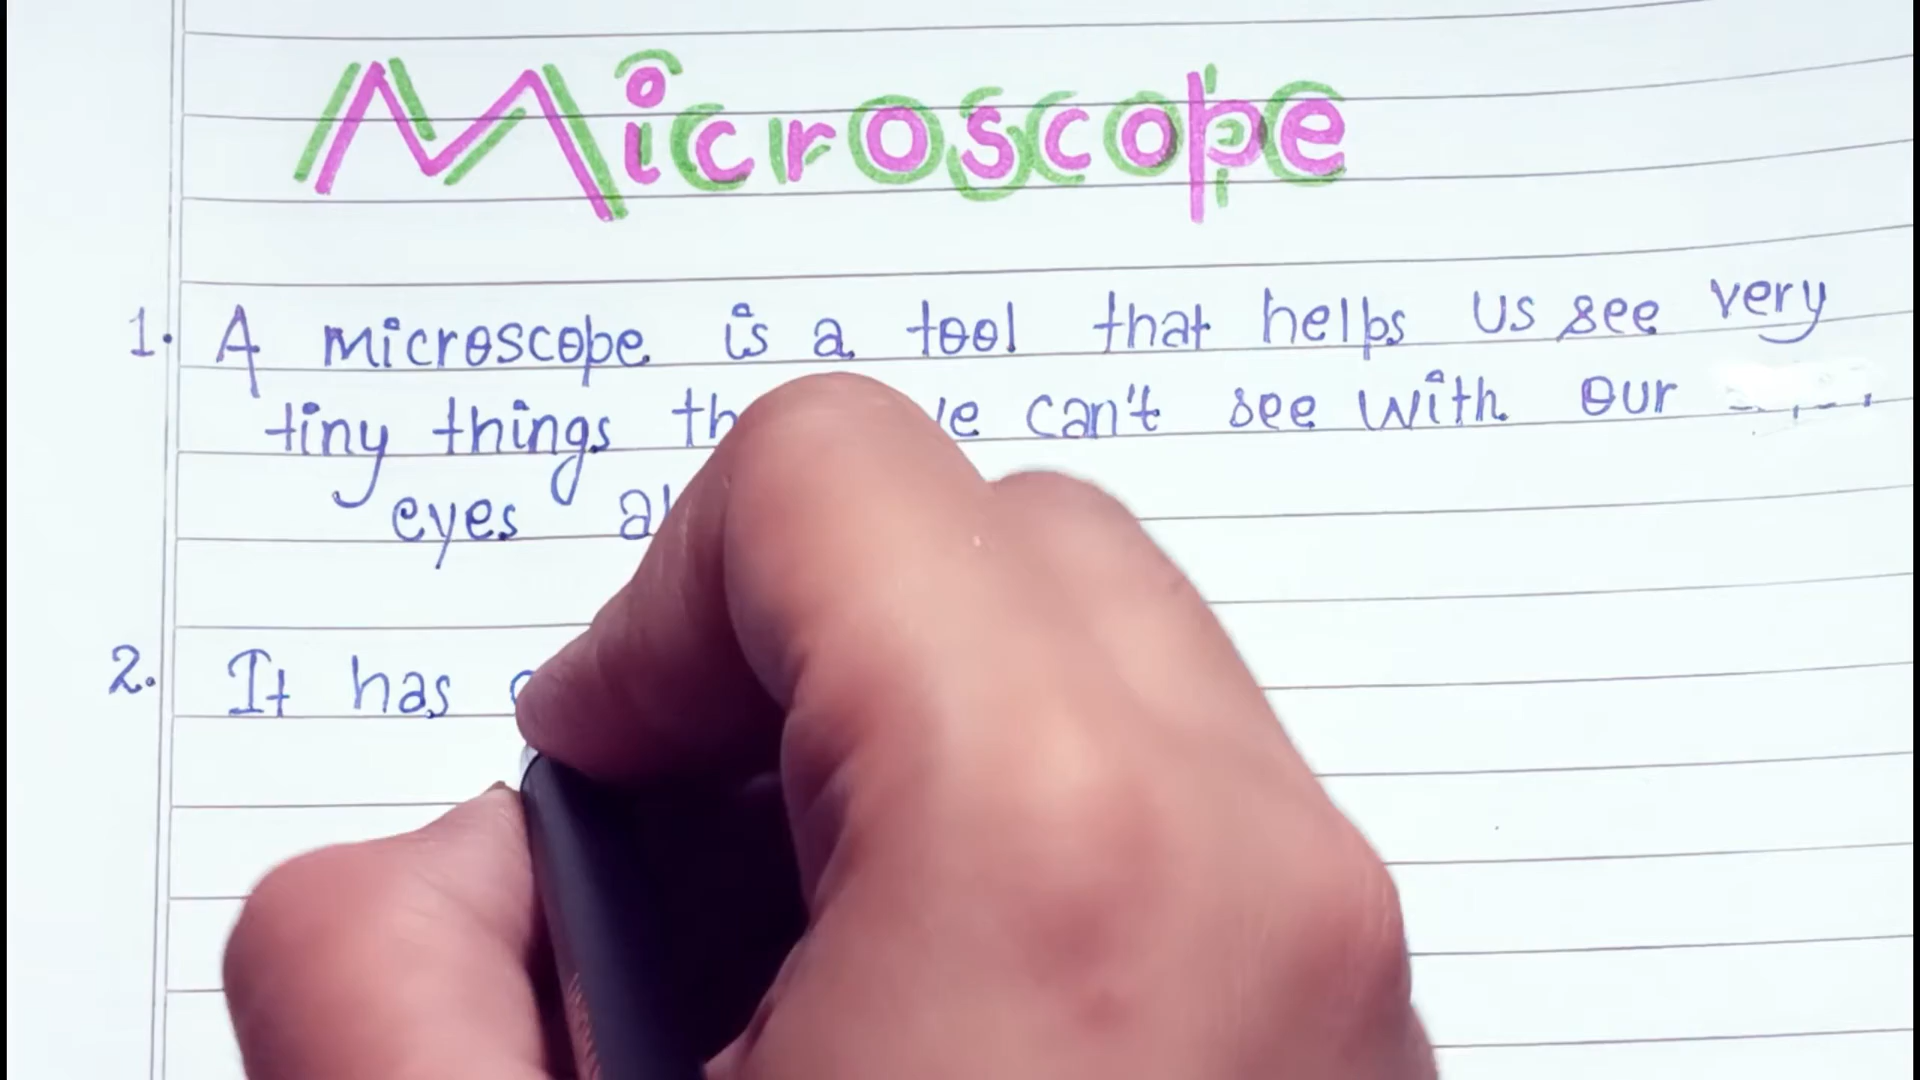 Microscope
1. A microscope is a tool that helps us see very
tiny things can't see with our
eyes
2. It has